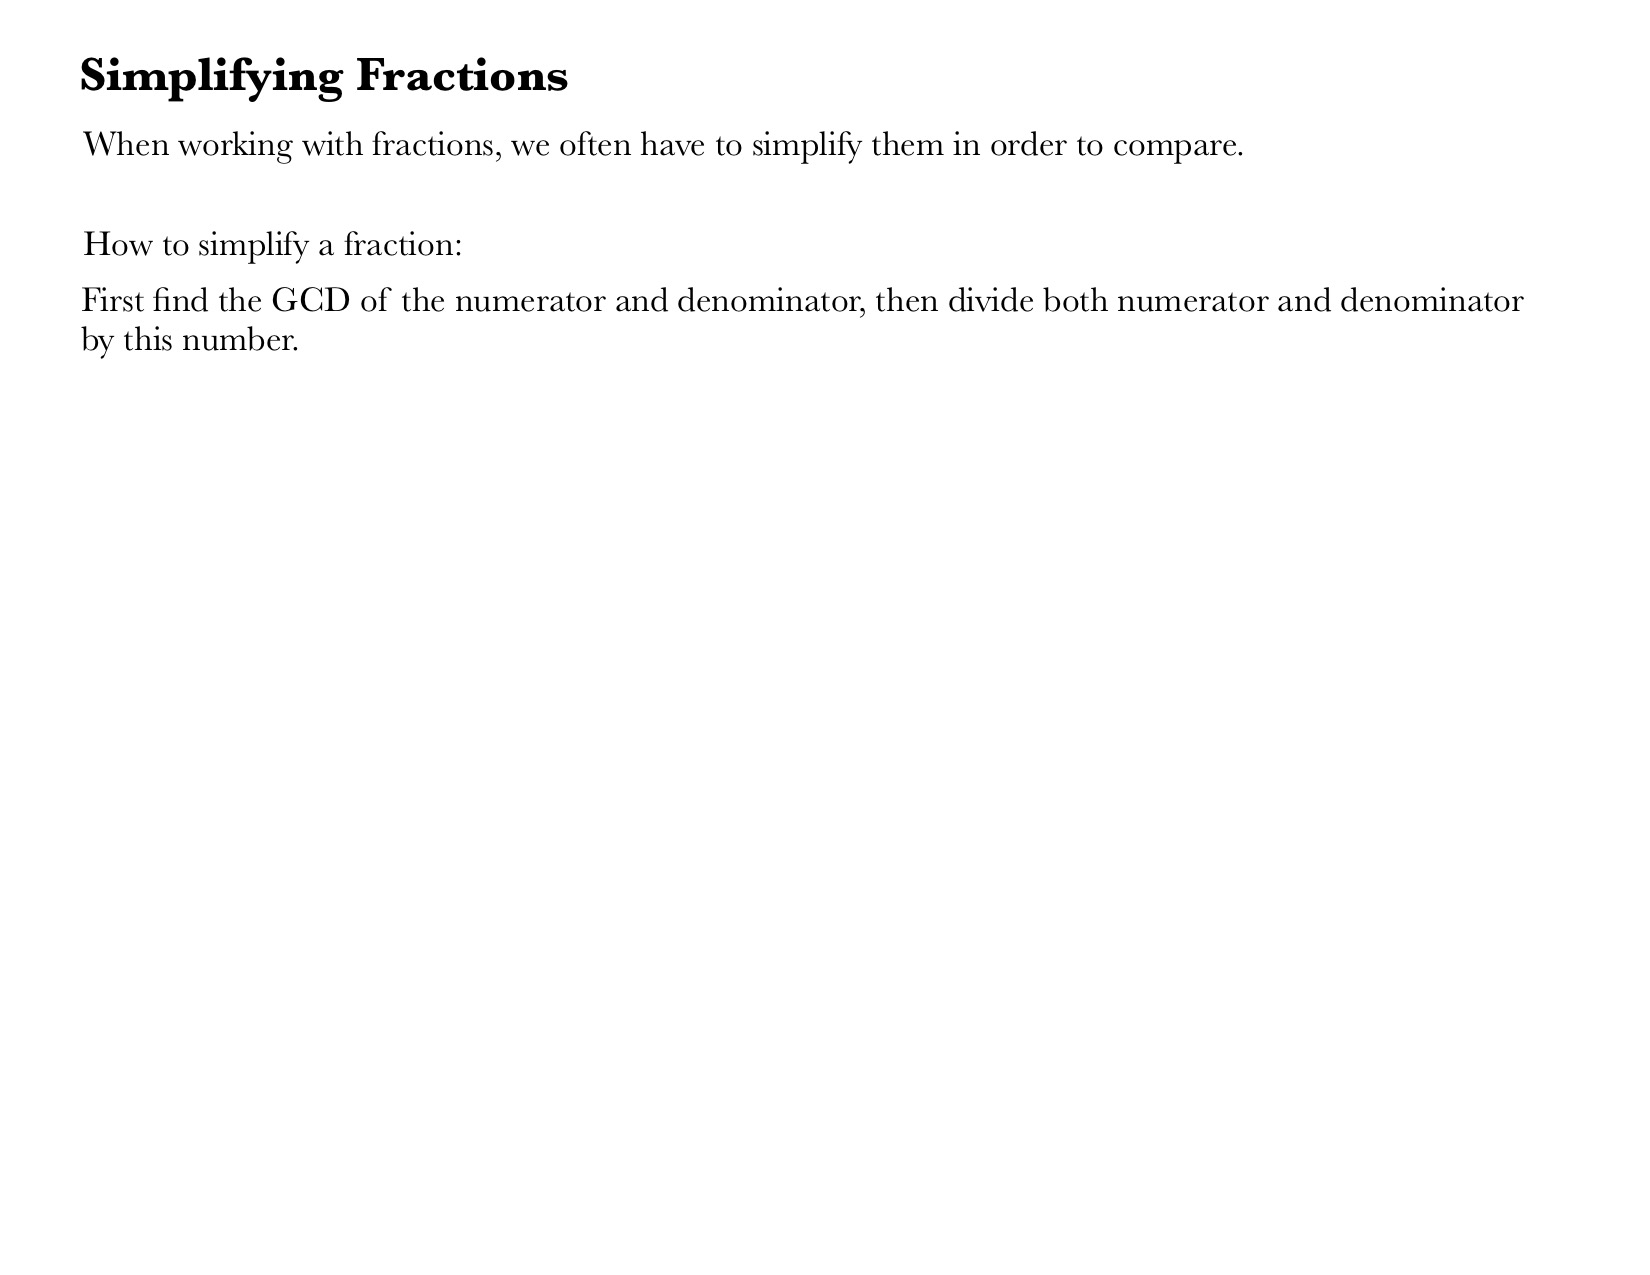 Simplifying Fractions
When working with fractions, we often have to simplify them in order to compare.
How to simplify a fraction:
First find the GCD of the numerator and denominator, then divide both numerator and denominator
by this number.